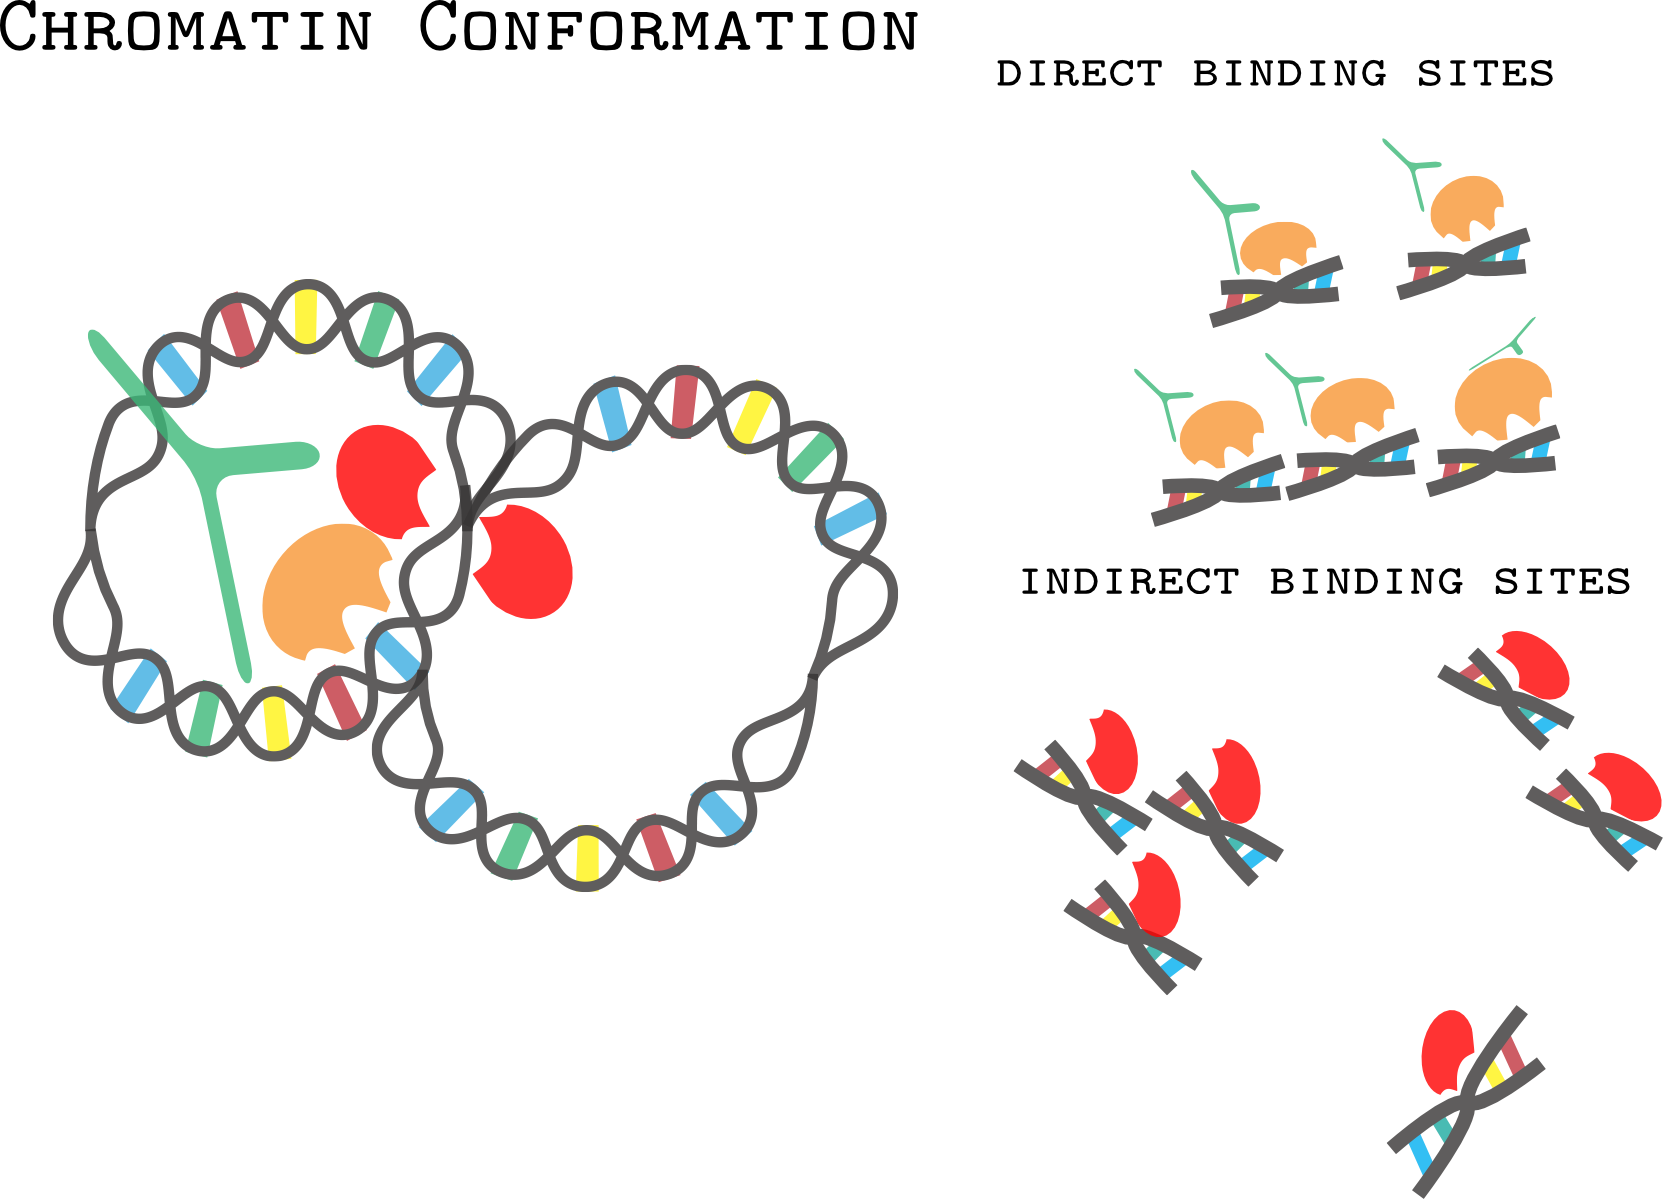 CHROMATIN CONFORMATION
DIRECT BINDING SITES
INDIRECT BINDING SITES